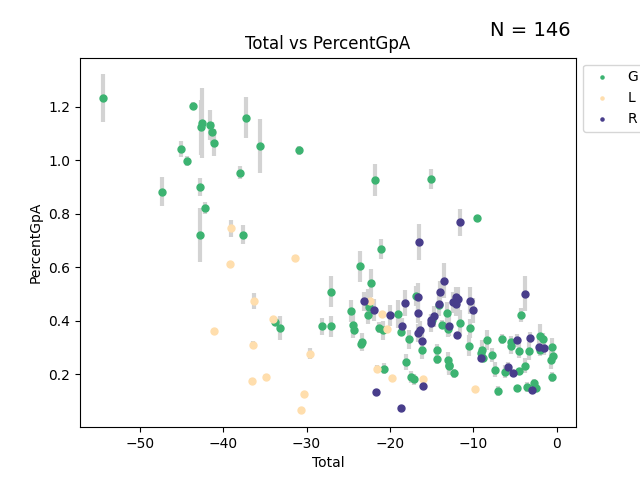 N = 146
Total vs PercentGpA
G
L
R
PercentGpA
1.2
1.0
0.8
0.6
0.4
0.2
−50 −40 −30 −20 −10 0
Total